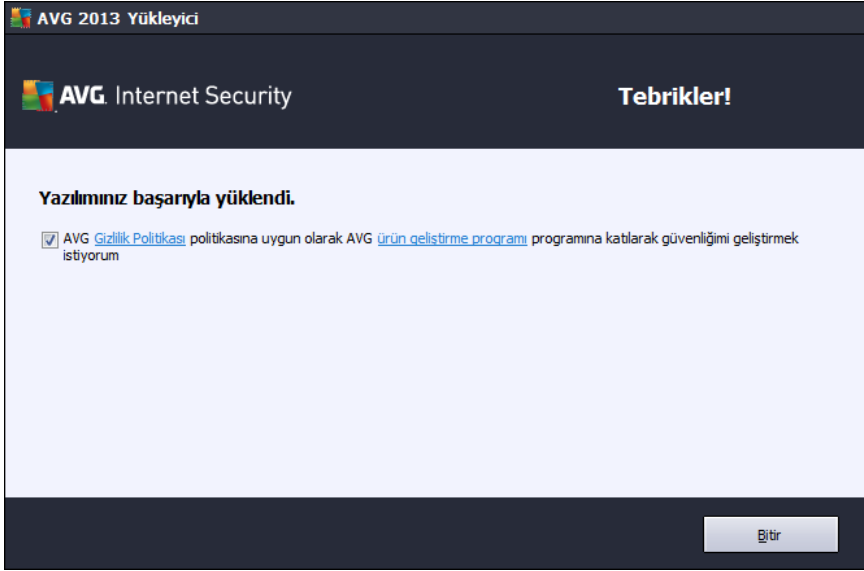 AVG 2013 Yükleyici
AVG Internet Security
Tebrikler!
Yazılımınız başarıyla yüklendi.
AVG Gizlilik Politikası politikasına uygun olarak AVG ürün geliştirme programı programına katılarak güvenliğimi geliştirmek
istiyorum
Bitir